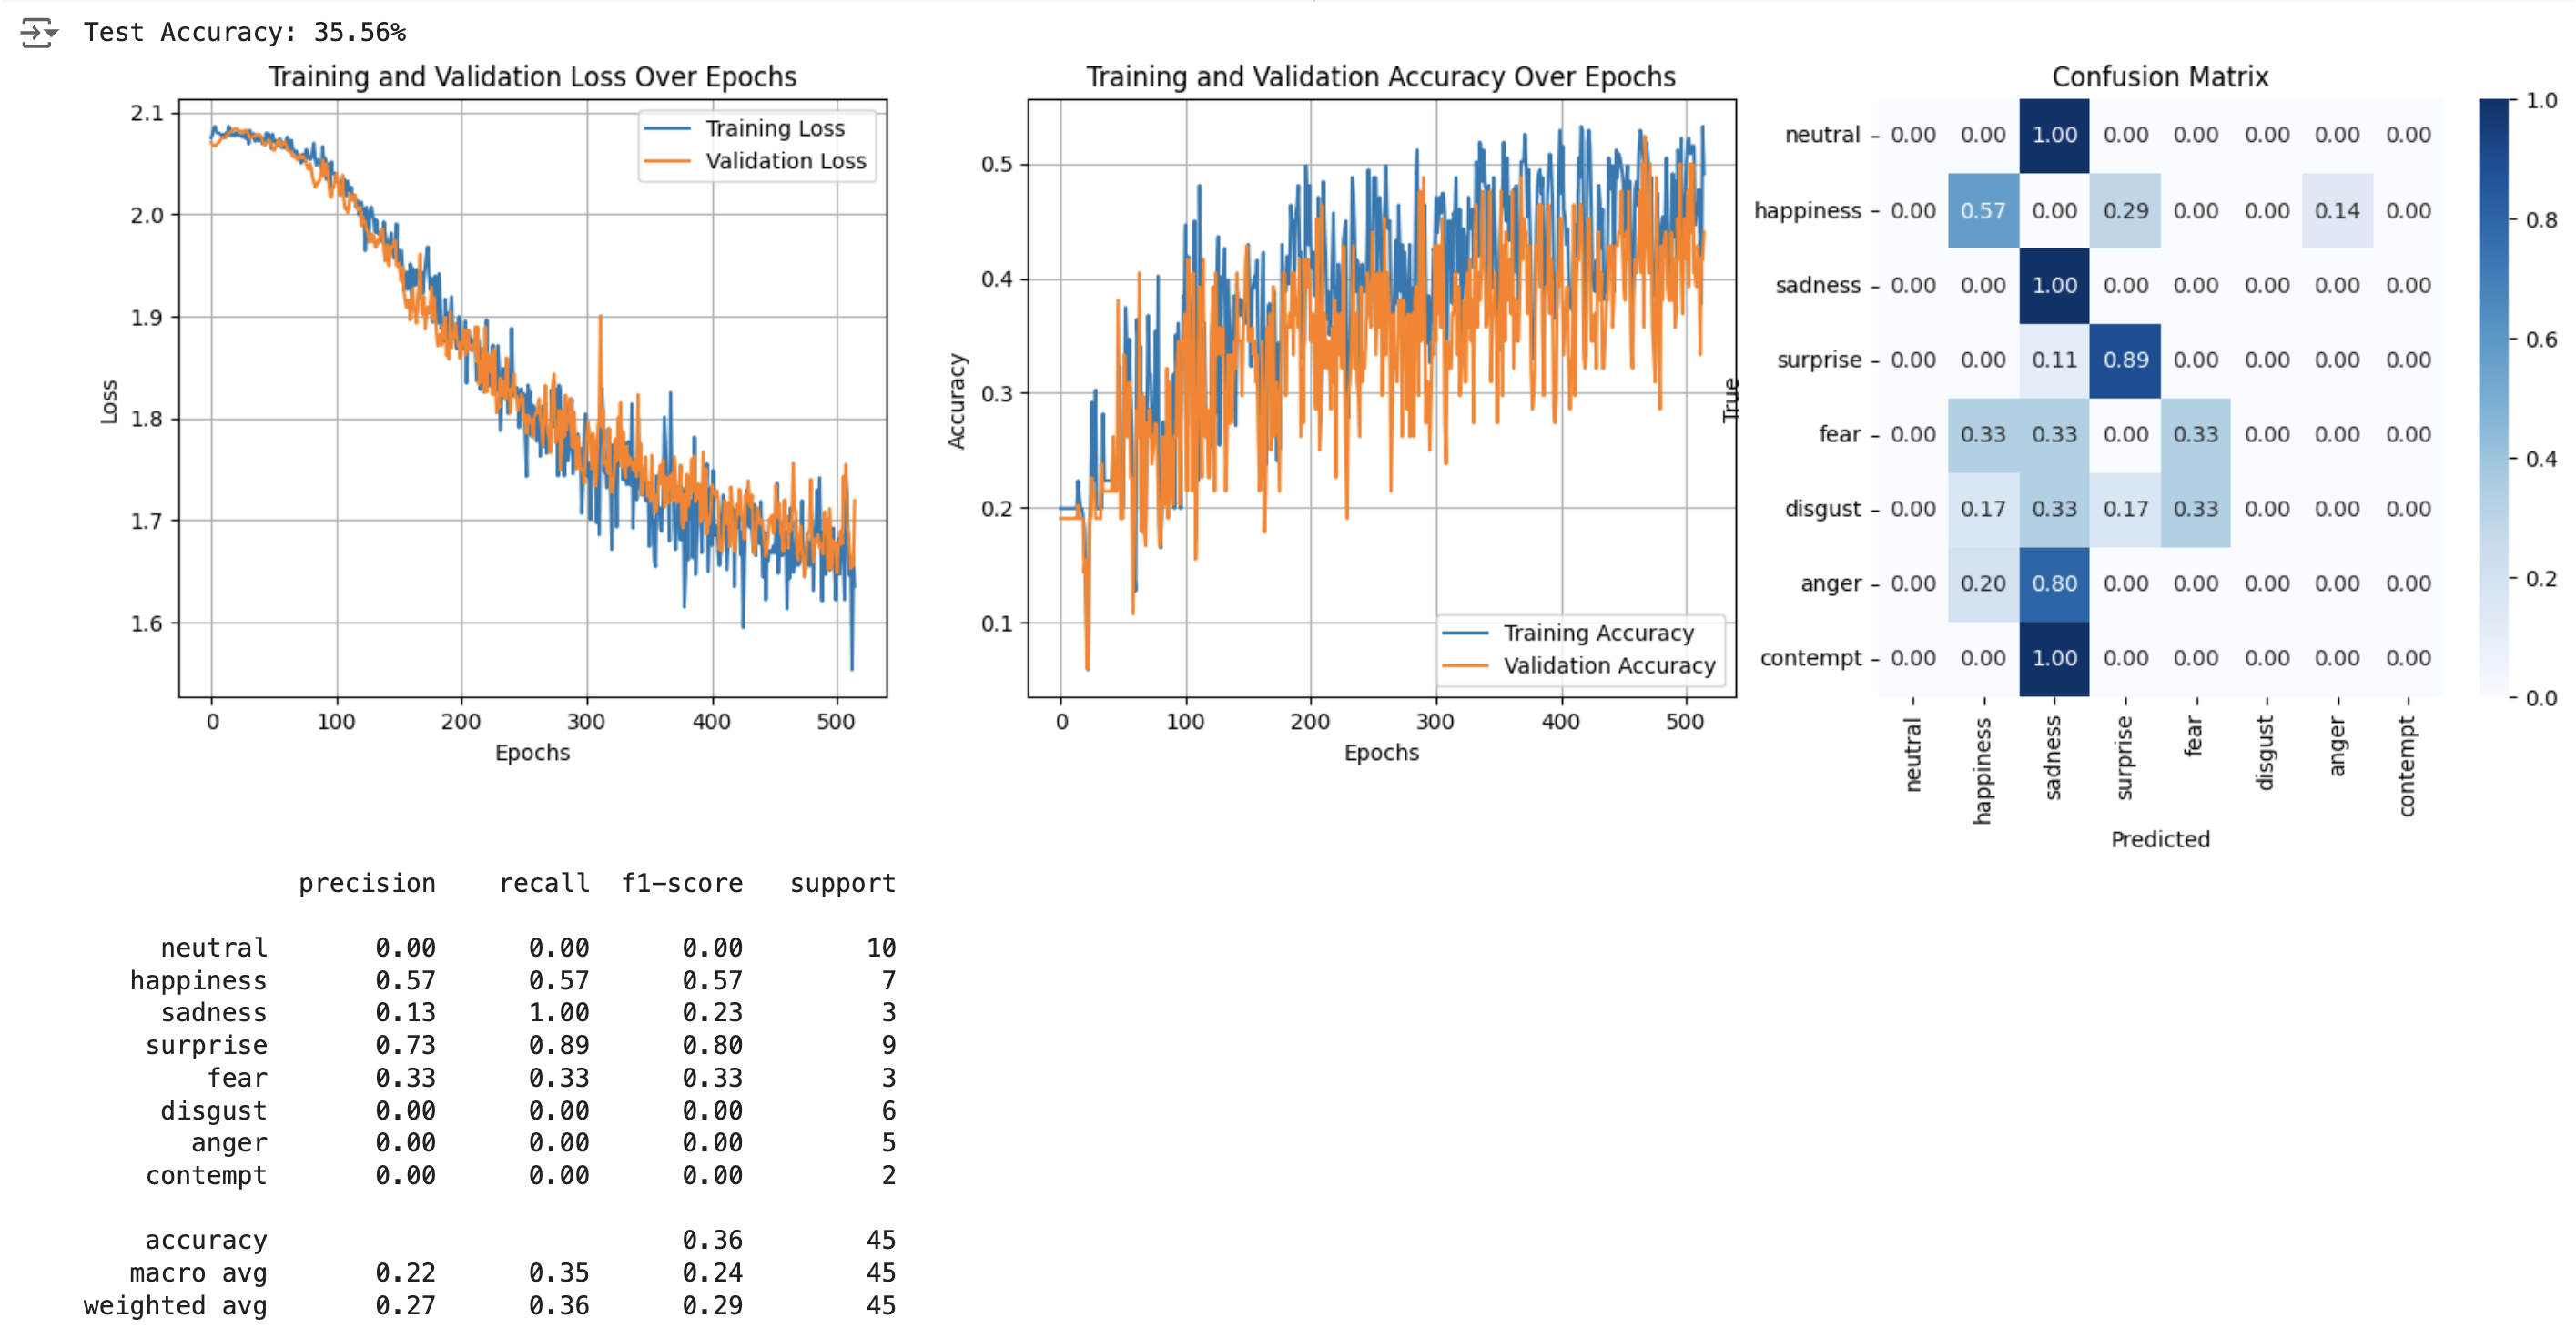 Test Accuracy: 35.56%
Training and Validation Loss Over Epochs
Training Loss
Validation Loss
2.1
2.0
1.9
1.8
1.7
1.6
Loss
0 100 200 300 400 500
Epochs
Training and Validation Accuracy Over Epochs
0.5
0.4
0.3
0.2
0.1
Accuracy
Training Accuracy
Validation Accuracy
0 100 200 300 400 500
Epochs
Confusion Matrix
True
neutral 0.00 0.00 1.00 0.00 0.00 0.00 0.00 0.00
happiness 0.00 0.57 0.00 0.29 0.00 0.00 0.14 0.00
sadness 0.00 0.00 1.00 0.00 0.00 0.00 0.00 0.00
surprise 0.00 0.00 0.11 0.89 0.00 0.00 0.00 0.00
fear 0.00 0.33 0.33 0.00 0.33 0.00 0.00 0.00
disgust 0.00 0.17 0.33 0.17 0.33 0.00 0.00 0.00
anger 0.00 0.20 0.80 0.00 0.00 0.00 0.00 0.00
contempt 0.00 0.00 1.00 0.00 0.00 0.00 0.00 0.00
neutral happiness sadness surprise fear disgust anger contempt
Predicted
1.0
0.8
0.6
0.4
0.2
0.0
precision recall f1-score support
neutral 0.00 0.00 0.00 10
happiness 0.57 0.57 0.57 7
sadness 0.13 1.00 0.23 3
surprise 0.73 0.89 0.80 9
fear 0.33 0.33 0.33 3
disgust 0.00 0.00 0.00 6
anger 0.00 0.00 0.00 5
contempt 0.00 0.00 0.00 2
accuracy 0.36 45
macro avg 0.22 0.35 0.24 45
weighted avg 0.27 0.36 0.29 45